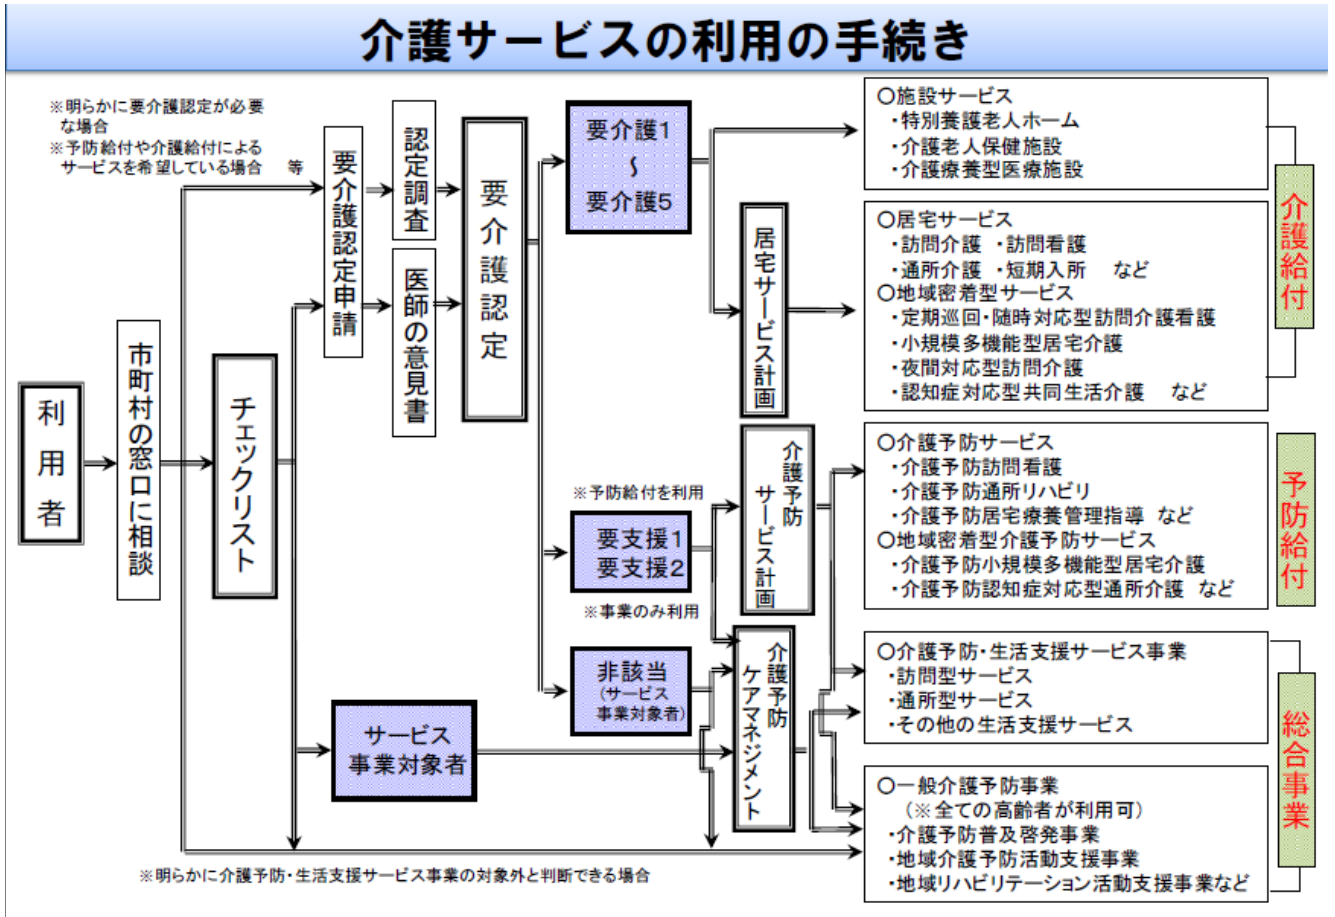 介護サービスの利用の手続き
※明らかに要介護認定が必要
な場合
※予防給付や介護給付による
サービスを希望している場合　等
利用者
市町村の窓口に相談
チェックリスト
要介護認定申請
認定調査
医師の意見書
要介護認定
要介護1
～
要介護5
※予防給付を利用
要支援1
要支援2
※事業のみ利用
非該当
(サービス
事業対象者)
サービス
事業対象者
居宅サービス計画
介護予防
サービス計画
介護予防
ケアマネジメント
〇施設サービス
・特別養護老人ホーム
・介護老人保健施設
・介護療養型医療施設
〇居宅サービス
・訪問介護　・訪問看護
・通所介護　・短期入所　など
〇地域密着型サービス
・定期巡回・随時対応型訪問介護看護
・小規模多機能型居宅介護
・夜間対応型訪問介護
・認知症対応型共同生活介護　など
介護給付
〇介護予防サービス
・介護予防訪問看護
・介護予防通所リハビリ
・介護予防居宅療養管理指導　など
〇地域密着型介護予防サービス
・介護予防小規模多機能型居宅介護
・介護予防認知症対応型通所介護　など
予防給付
〇介護予防・生活支援サービス事業
・訪問型サービス
・通所型サービス
・その他の生活支援サービス
〇一般介護予防事業
（※全ての高齢者が利用可）
・介護予防普及啓発事業
・地域介護予防活動支援事業
・地域リハビリテーション活動支援事業など
総合事業
※明らかに介護予防・生活支援サービス事業の対象外と判断できる場合